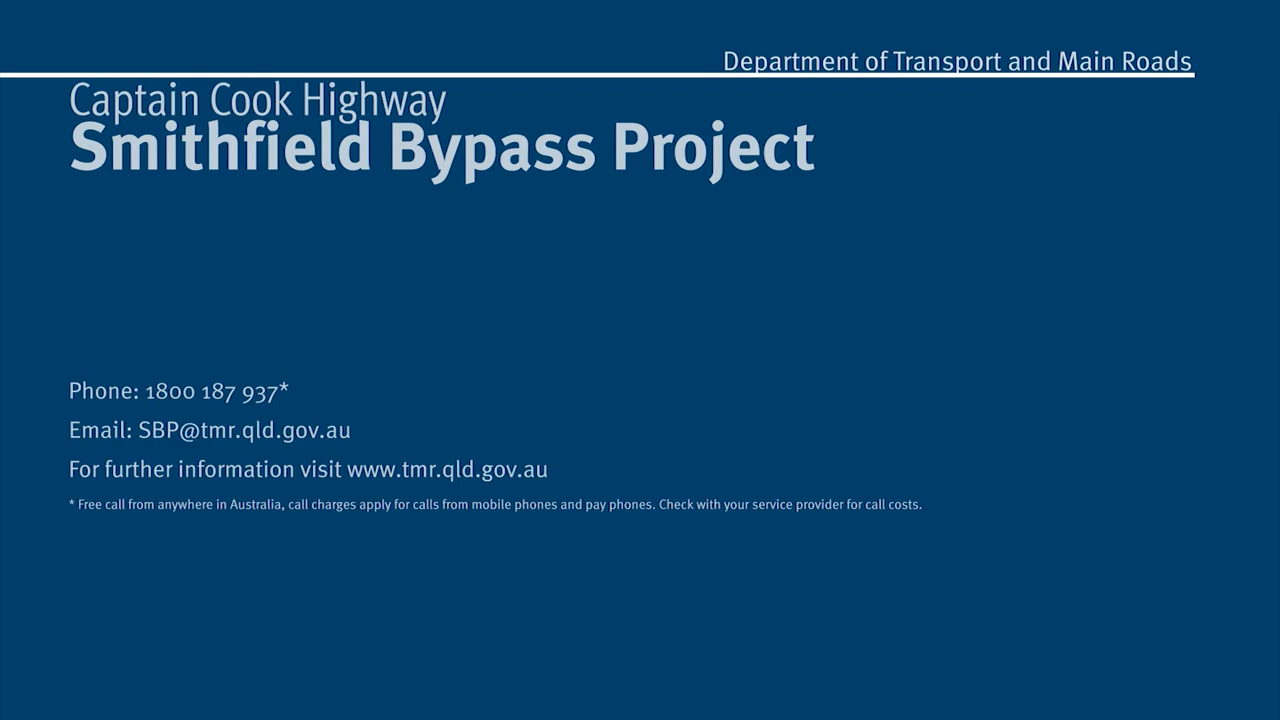 Department of Transport and Main Roads
Captain Cook Highway
Smithfield Bypass Project
Phone: 1800 187 937*
Email: SBP@tmr.qld.gov.au
For further information visit www.tmr.qld.gov.au
* Free call from anywhere in Australia, call charges apply for calls from mobile phones and pay phones. Check with your service provider for call costs.